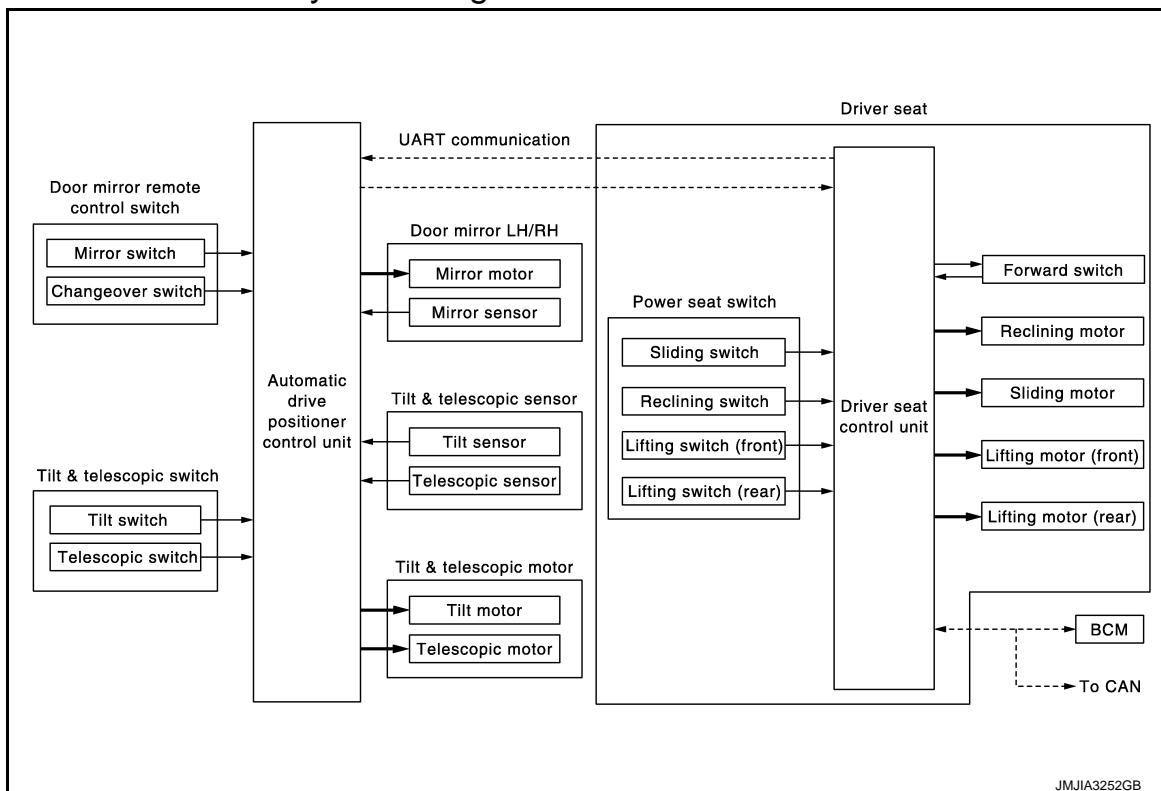 Driver seat
UART communication
Door mirror remote
control switch
Mirror switch
Changeover switch
Door mirror LH/RH
Mirror motor
Mirror sensor
Automatic
drive
positioner
control unit
Tilt & telescopic sensor
Tilt sensor
Telescopic sensor
Tilt & telescopic switch
Tilt switch
Telescopic switch
Tilt & telescopic motor
Tilt motor
Telescopic motor
Power seat switch
Sliding switch
Reclining switch
Lifting switch (front)
Lifting switch (rear)
Driver seat
control unit
Forward switch
Reclining motor
Sliding motor
Lifting motor (front)
Lifting motor (rear)
BCM
To CAN
JMJIA3252GB